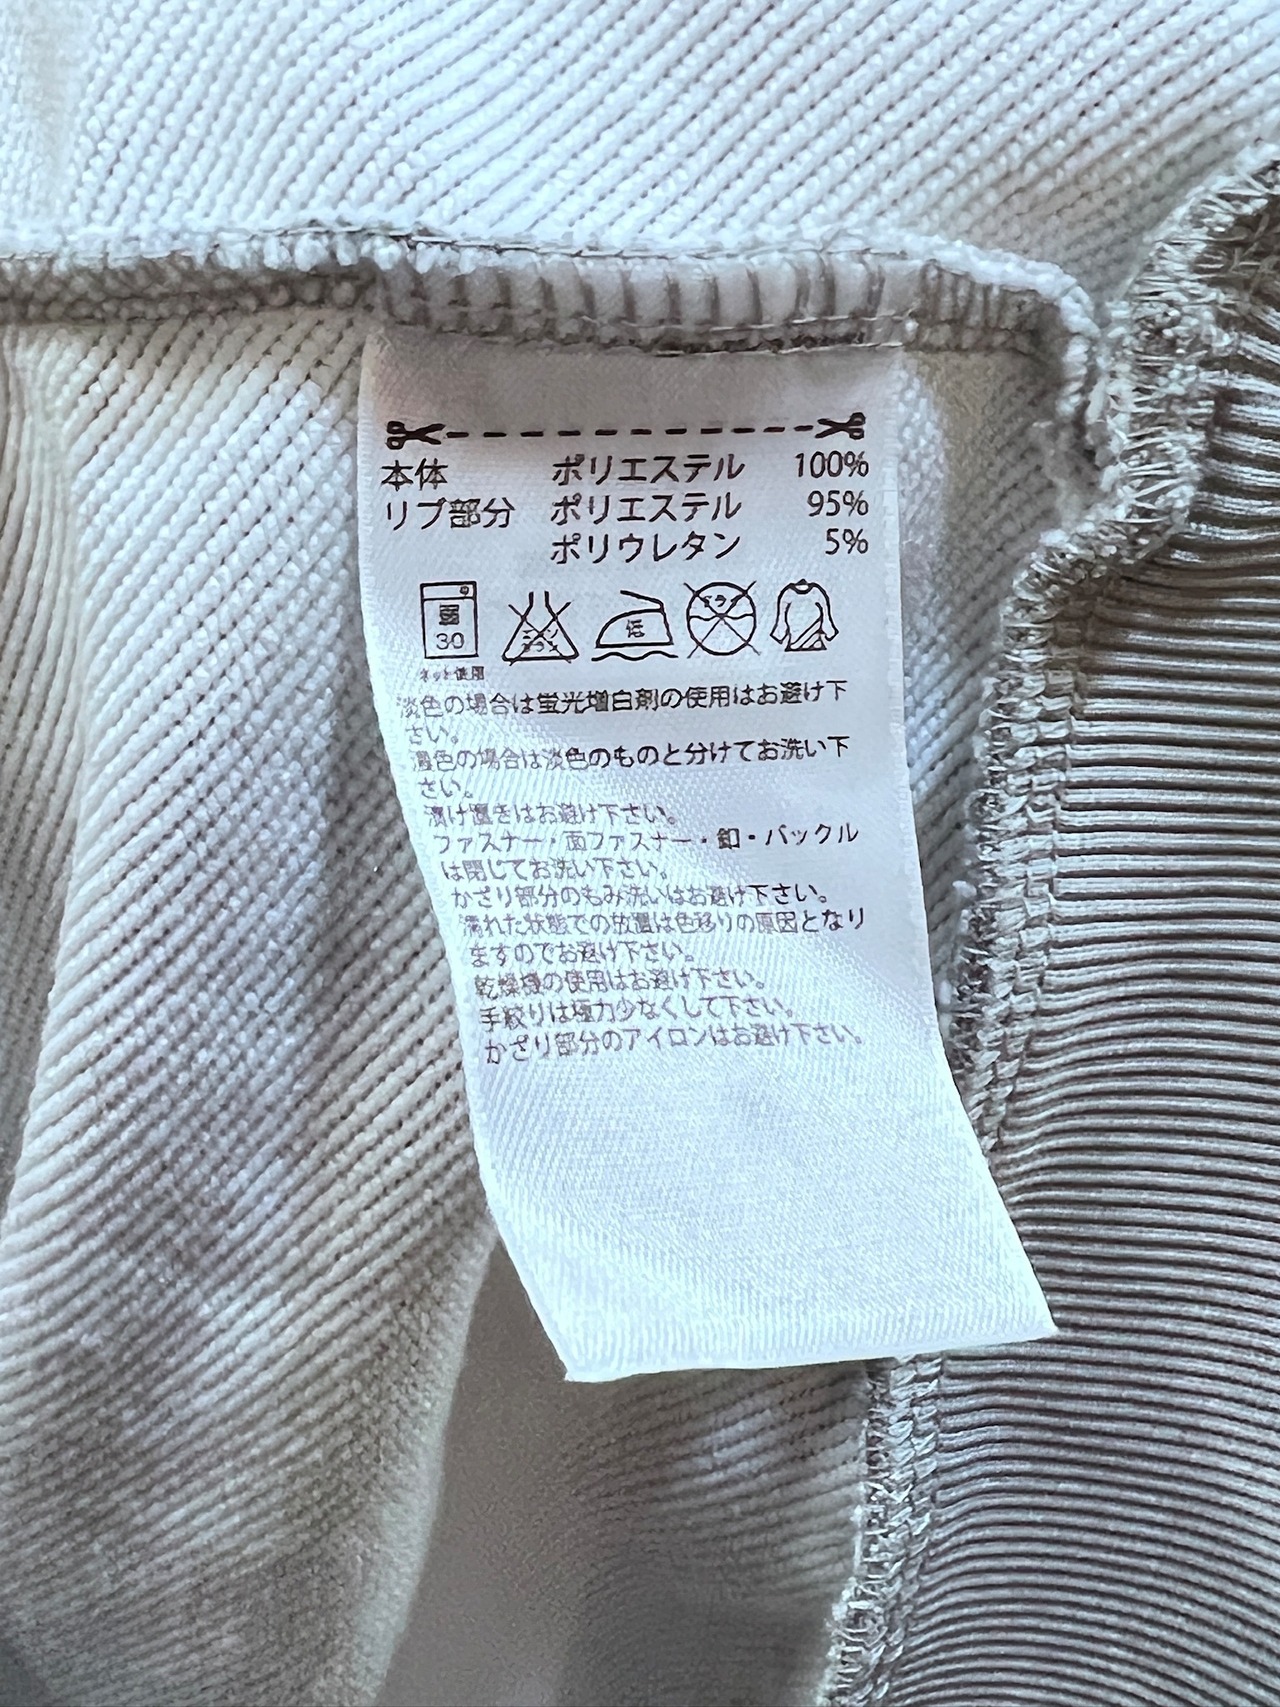 本体 ポリエステル 100%
リブ部分 ポリエステル 95%
ポリウレタン 5%
弱
30
エンソ
サラシ
低
ドライ
ネット使用
淡色の場合は蛍光増白剤の使用はお避け下
さい。
濃色の場合は淡色のものと分けてお洗い下
さい。
漬け置きはお避け下さい。
ファスナー・面ファスナー・釦・バックル
は閉じてお洗い下さい。
かざり部分のもみ洗いはお避け下さい。
濡れた状態での放置は色移りの原因となり
ますのでお避け下さい。
乾燥機の使用はお避け下さい。
手絞りは極力少なくして下さい。
かざり部分のアイロンはお避け下さい。